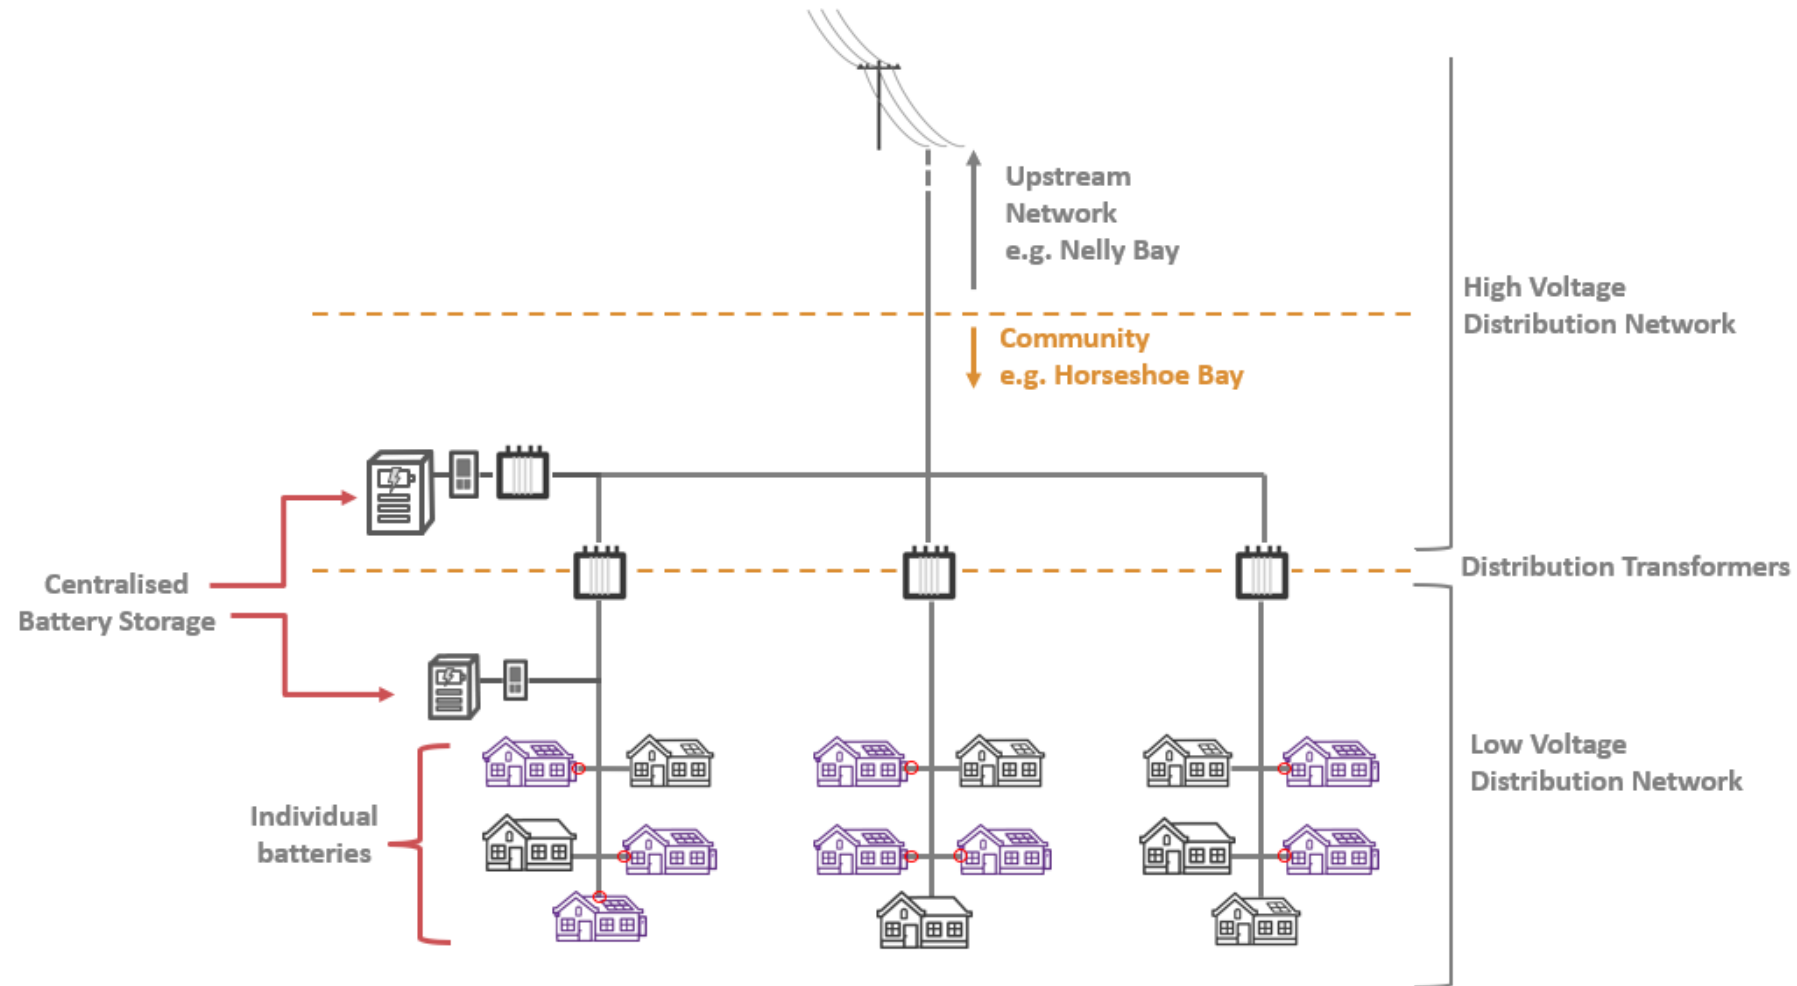 Upstream
Network
e.g. Nelly Bay
High Voltage
Distribution Network
Community
e.g. Horseshoe Bay
Distribution Transformers
Centralised
Battery Storage
Low Voltage
Distribution Network
Individual
batteries